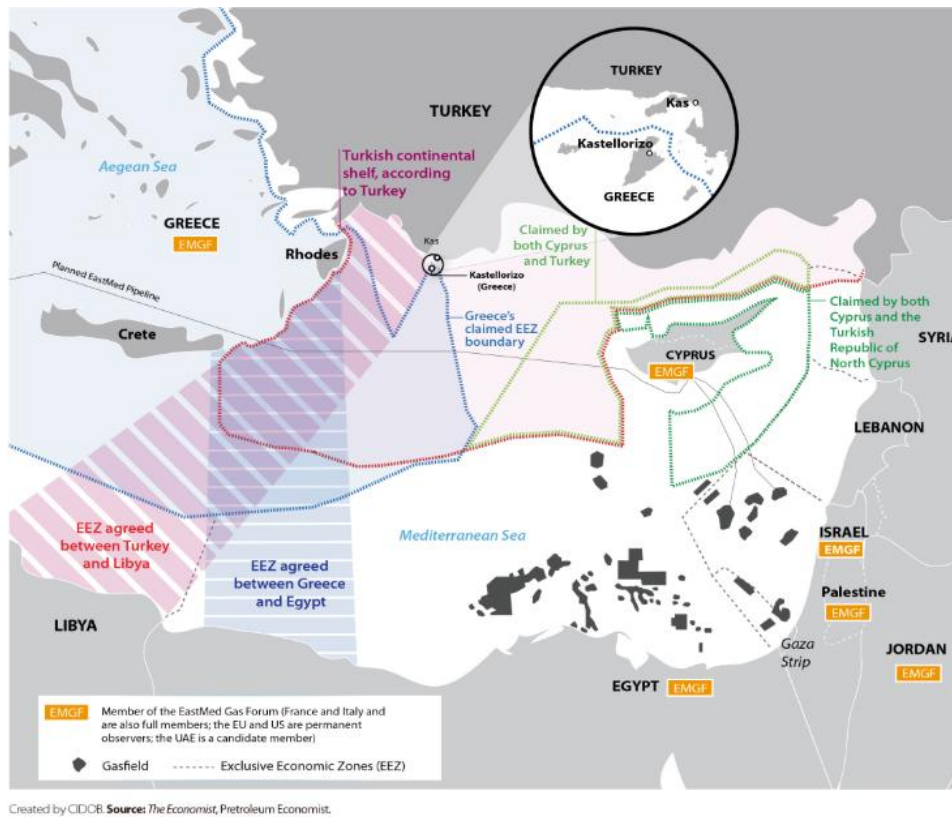 TURKEY
Kas
Kastellorizo
GREECE
TURKEY
Aegean Sea
Turkish continental
shelf, according
to Turkey
GREECE
EMGF
Rhodes
Kas
Kastellorizo
(Greece)
Claimed by
both Cyprus
and Turkey
Planned EastMed Pipeline
Crete
Greece's
claimed EEZ
boundary
CYPRUS
EMGF
Claimed by both
Cyprus and the
Turkish
Republic of
North Cyprus
SYRIA
LEBANON
EEZ agreed
between Turkey
and Libya
EEZ agreed
between Greece
and Egypt
Mediterranean Sea
ISRAEL
EMGF
Palestine
EMGF
LIBYA
Gaza
Strip
JORDAN
EMGF
EGYPT EMGF
EMGF Member of the EastMed Gas Forum (France and Italy and
are also full members; the EU and US are permanent
observers; the UAE is a candidate member)
Gasfield Exclusive Economic Zones (EEZ)
Created by CIDOB. Source: The Economist, Pretroleum Economist.